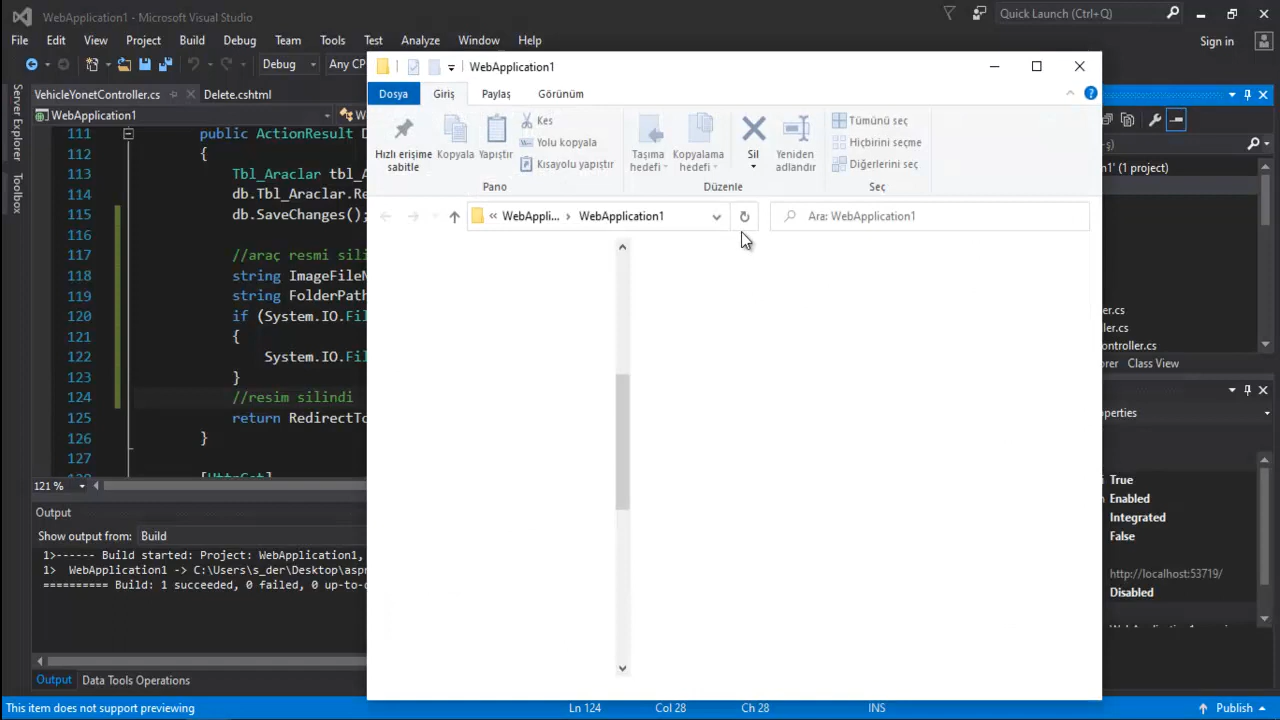 WebApplication1 - Microsoft Visual Studio
Quick Launch (Ctrl+Q)
File Edit View Project Build Debug Team Tools Test Analyze Window Help
Sign in
Debug Any CP
VehicleYonetController.cs Delete.cshtml
WebApplication1
Server Explorer
Toolbox
111 public ActionResult D
112 {
113 Tbl_Araclar tbl_A
114 db.Tbl_Araclar.Re
115 db.SaveChanges();
116
117 //araç resmi sili
118 string ImageFileN
119 string FolderPath
120 if (System.IO.Fil
121 {
122 System.IO.Fil
123 }
124 //resim silindi
125 return RedirectTo
126 }
127
121 %
Output
Show output from: Build
1>------ Build started: Project: WebApplication1,
1> WebApplication1 -> C:\Users\s_der\Desktop\asp
========== Build: 1 succeeded, 0 failed, 0 up-to-d
Output Data Tools Operations
This item does not support previewing
Ln 124 Col 28 Ch 28 INS
Publish
WebApplication1
Dosya Giriş Paylaş Görünüm
Hızlı erişime sabitle
Kopyala
Yapıştır
Kes
Yolu kopyala
Kısayolu yapıştır
Pano
Taşıma hedefi
Kopyalama hedefi
Sil
Yeniden adlandır
Düzenle
Tümünü seç
Hiçbirini seçme
Diğerlerini seç
Seç
« WebAppli... › WebApplication1
Ara: WebApplication1
1' (1 project)
er.cs
ler.cs
ontroller.cs
orer Class View
operties
True
Enabled
Integrated
False
http://localhost:53719/
Disabled